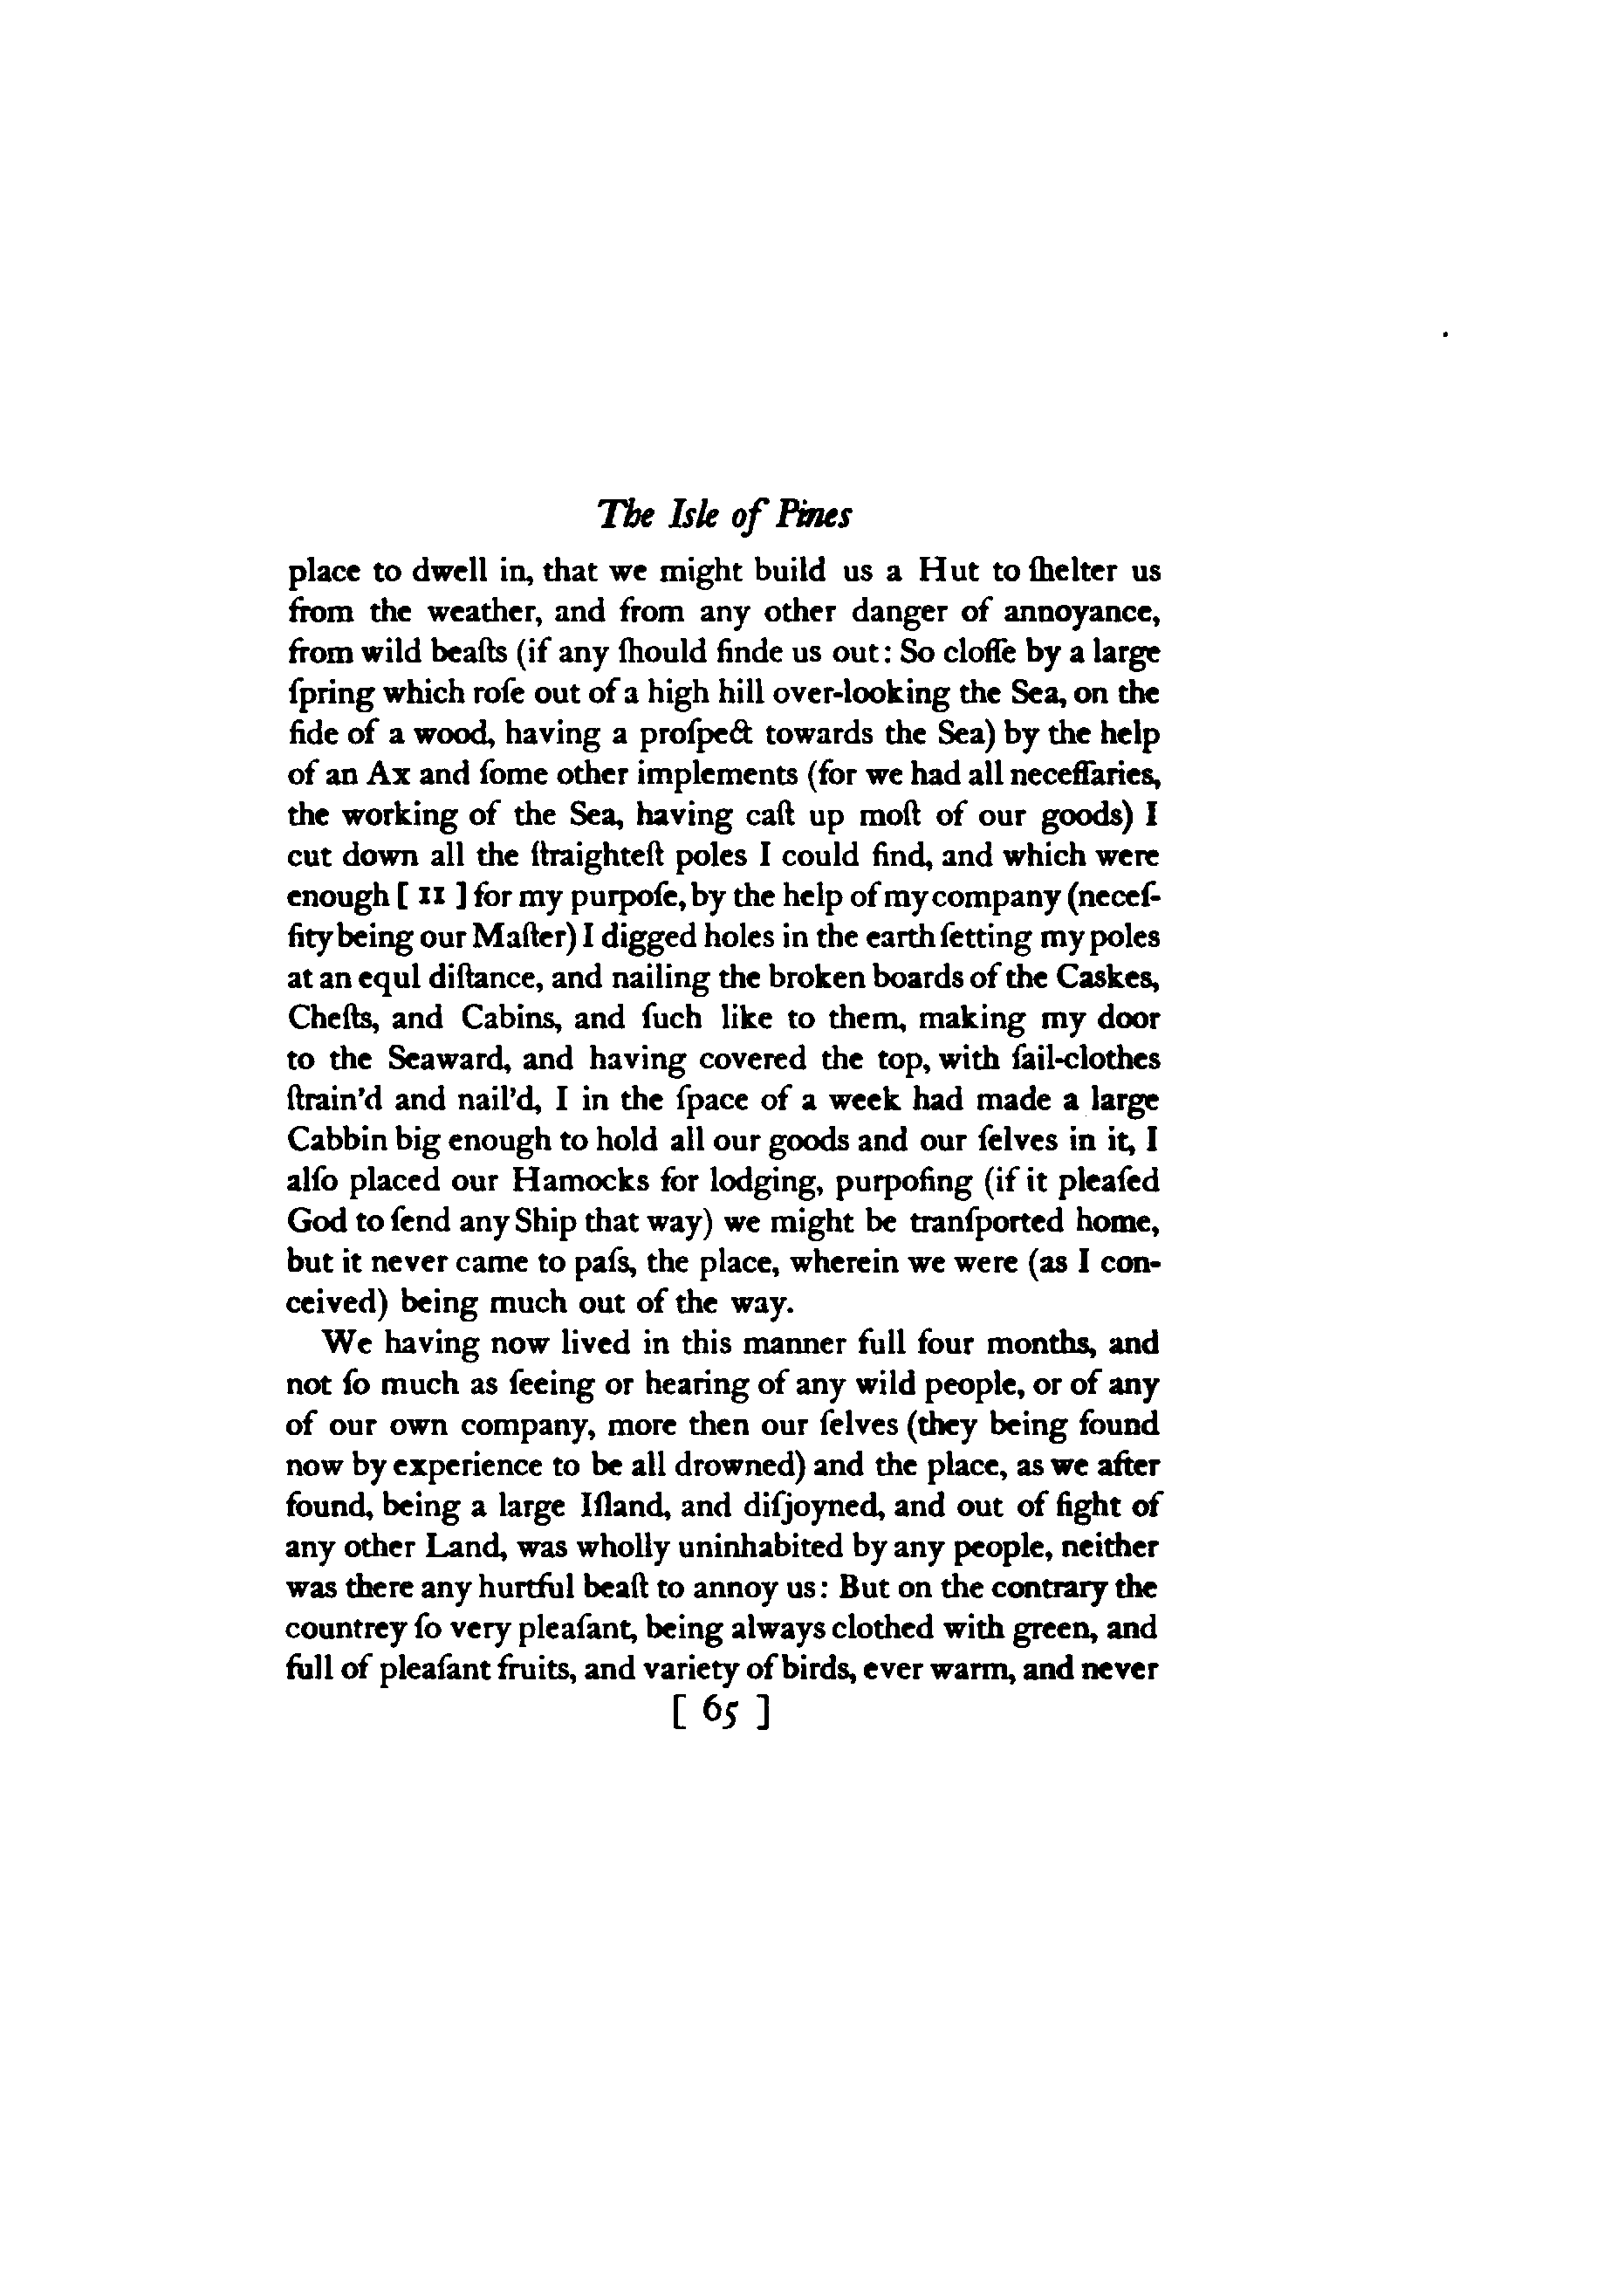 The Isle of Pines
place to dwell in, that we might build us a Hut to ſhelter us
from the weather, and from any other danger of annoyance,
from wild beaſts (if any ſhould finde us out: So cloſſe by a large
ſpring which roſe out of a high hill over-looking the Sea, on the
ſide of a wood, having a proſpect towards the Sea) by the help
of an Ax and ſome other implements (for we had all neceſſaries,
the working of the Sea, having caſt up moſt of our goods) I
cut down all the ſtraighteſt poles I could find, and which were
enough [ 11 ] for my purpoſe, by the help of my company (neceſ-
ſity being our Maſter) I digged holes in the earth ſetting my poles
at an equl diſtance, and nailing the broken boards of the Caskes,
Cheſts, and Cabins, and ſuch like to them, making my door
to the Seaward, and having covered the top, with ſail-clothes
ſtrain'd and nail'd, I in the ſpace of a week had made a large
Cabbin big enough to hold all our goods and our ſelves in it, I
alſo placed our Hamocks for lodging, purpoſing (if it pleaſed
God to ſend any Ship that way) we might be tranſported home,
but it never came to paſs, the place, wherein we were (as I con-
ceived) being much out of the way.
We having now lived in this manner full four months, and
not ſo much as ſeeing or hearing of any wild people, or of any
of our own company, more then our ſelves (they being found
now by experience to be all drowned) and the place, as we after
found, being a large Iſland, and diſjoyned, and out of ſight of
any other Land, was wholly uninhabited by any people, neither
was there any hurtful beaſt to annoy us: But on the contrary the
countrey ſo very pleaſant, being always clothed with green, and
full of pleaſant fruits, and variety of birds, ever warm, and never
[ 65 ]